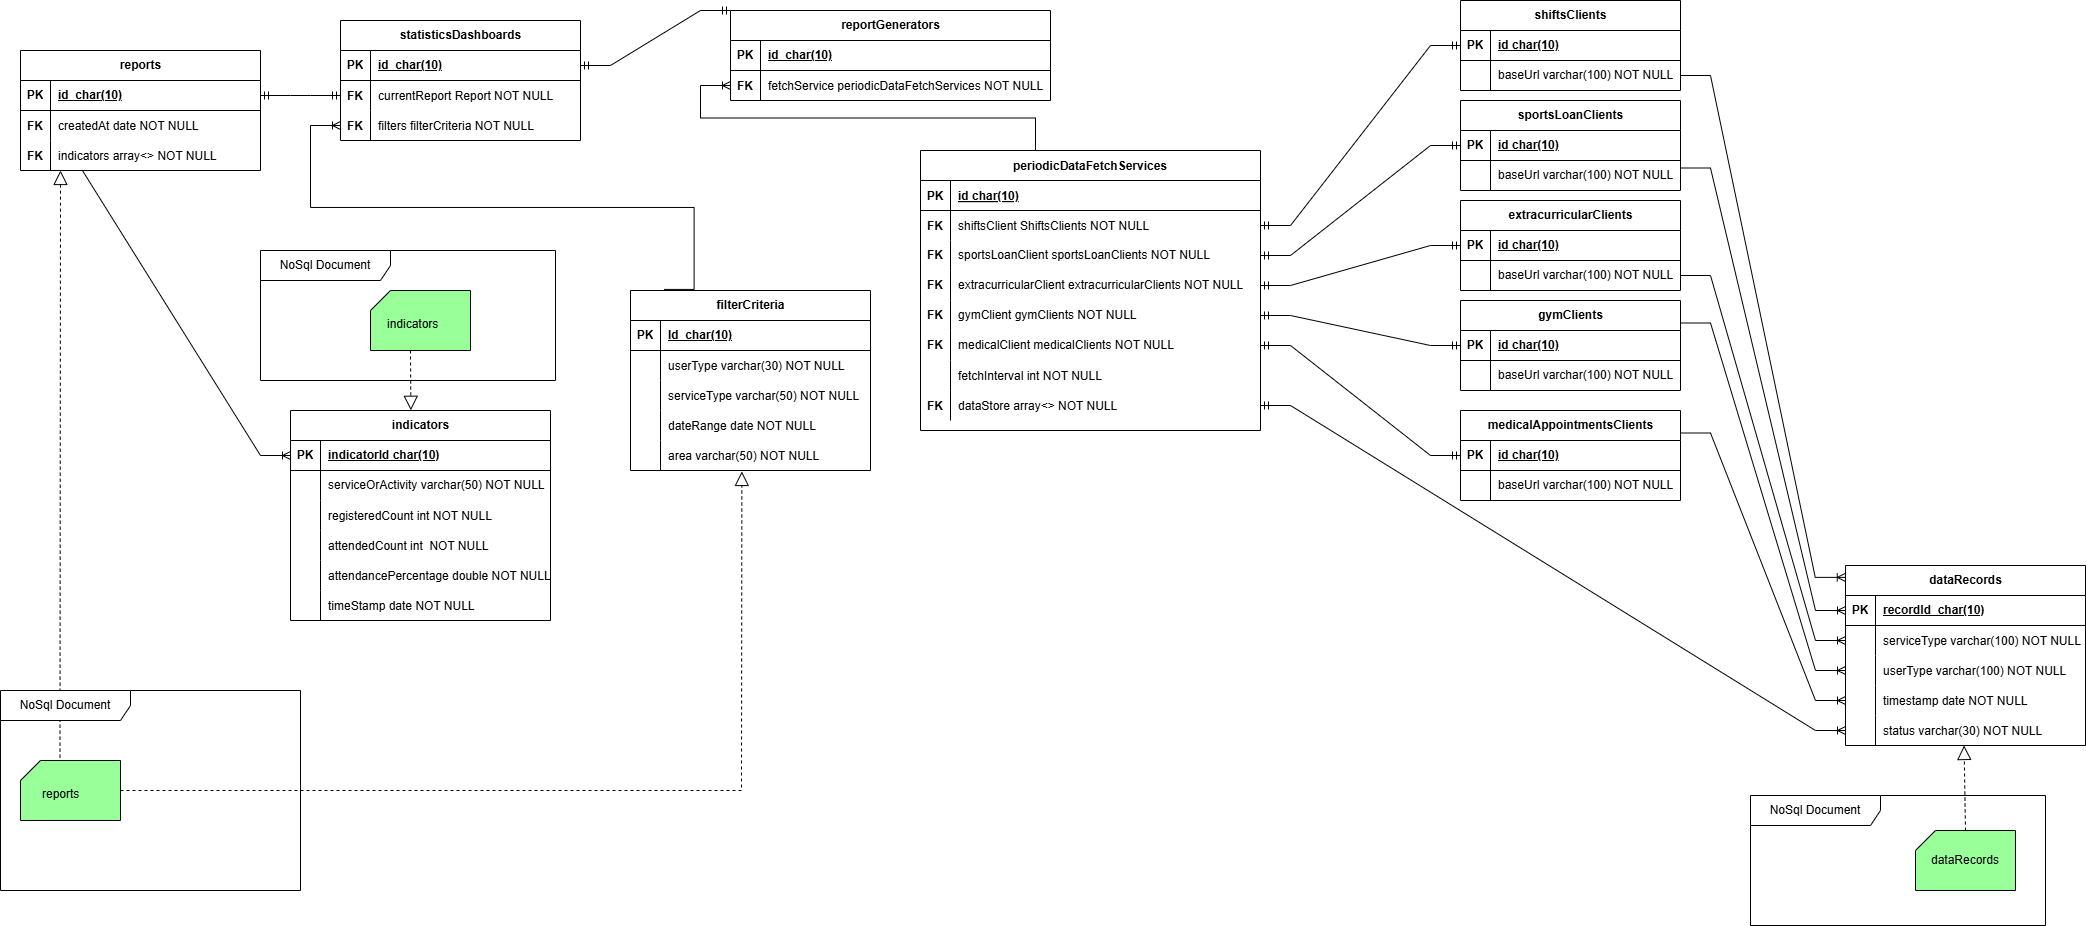 reports
PK id_char(10)
FK createdAt date NOT NULL
FK indicators array<> NOT NULL
statisticsDashboards
PK id_char(10)
FK currentReport Report NOT NULL
FK filters filterCriteria NOT NULL
reportGenerators
PK id_char(10)
FK fetchService periodicDataFetchServices NOT NULL
periodicDataFetchServices
PK id char(10)
FK shiftsClient ShiftsClients NOT NULL
FK sportsLoanClient sportsLoanClients NOT NULL
FK extracurricularClient extracurricularClients NOT NULL
FK gymClient gymClients NOT NULL
FK medicalClient medicalClients NOT NULL
fetchInterval int NOT NULL
FK dataStore array<> NOT NULL
shiftsClients
PK id char(10)
baseUrl varchar(100) NOT NULL
sportsLoanClients
PK id char(10)
baseUrl varchar(100) NOT NULL
extracurricularClients
PK id char(10)
baseUrl varchar(100) NOT NULL
gymClients
PK id char(10)
baseUrl varchar(100) NOT NULL
medicalAppointmentsClients
PK id char(10)
baseUrl varchar(100) NOT NULL
NoSql Document
indicators
indicators
PK indicatorId char(10)
serviceOrActivity varchar(50) NOT NULL
registeredCount int NOT NULL
attendedCount int NOT NULL
attendancePercentage double NOT NULL
timeStamp date NOT NULL
filterCriteria
PK Id_char(10)
userType varchar(30) NOT NULL
serviceType varchar(50) NOT NULL
dateRange date NOT NULL
area varchar(50) NOT NULL
dataRecords
PK recordId_char(10)
serviceType varchar(100) NOT NULL
userType varchar(100) NOT NULL
timestamp date NOT NULL
status varchar(30) NOT NULL
NoSql Document
reports
NoSql Document
dataRecords